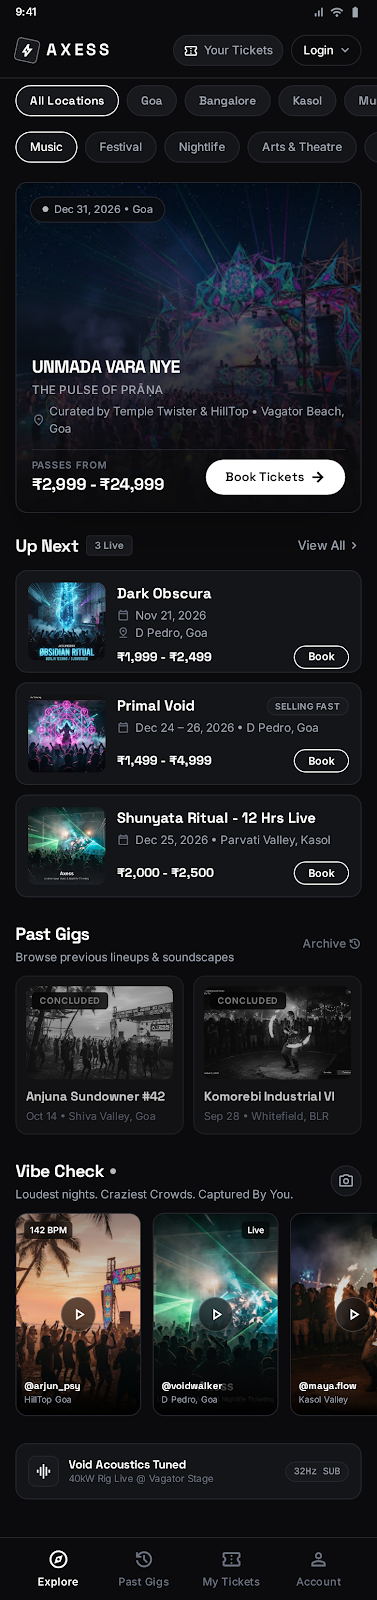 9:41
AXESS
Your Tickets
Login
All Locations
Goa
Bangalore
Kasol
Mu
Music
Festival
Nightlife
Arts & Theatre
Dec 31, 2026 • Goa
UNMADA VARA NYE
THE PULSE OF PRĀṆA
Curated by Temple Twister & HillTop • Vagator Beach,
Goa
PASSES FROM
₹2,999 - ₹24,999
Book Tickets
Up Next
3 Live
View All
Dark Obscura
Nov 21, 2026
D Pedro, Goa
₹1,999 - ₹2,499
Book
OBSIDIAN RITUAL
Primal Void
SELLING FAST
Dec 24 – 26, 2026 • D Pedro, Goa
₹1,499 - ₹4,999
Book
Shunyata Ritual - 12 Hrs Live
Dec 25, 2026 • Parvati Valley, Kasol
₹2,000 - ₹2,500
Book
Axess
Past Gigs
Browse previous lineups & soundscapes
Archive
CONCLUDED
Anjuna Sundowner #42
Oct 14 • Shiva Valley, Goa
CONCLUDED
Komorebi Industrial VI
Sep 28 • Whitefield, BLR
Vibe Check
Loudest nights. Craziest Crowds. Captured By You.
142 BPM
@arjun_psy
HillTop Goa
Live
@voidwalker
D Pedro, Goa
@maya.flow
Kasol Valley
Void Acoustics Tuned
40kW Rig Live @ Vagator Stage
32Hz SUB
Explore
Past Gigs
My Tickets
Account